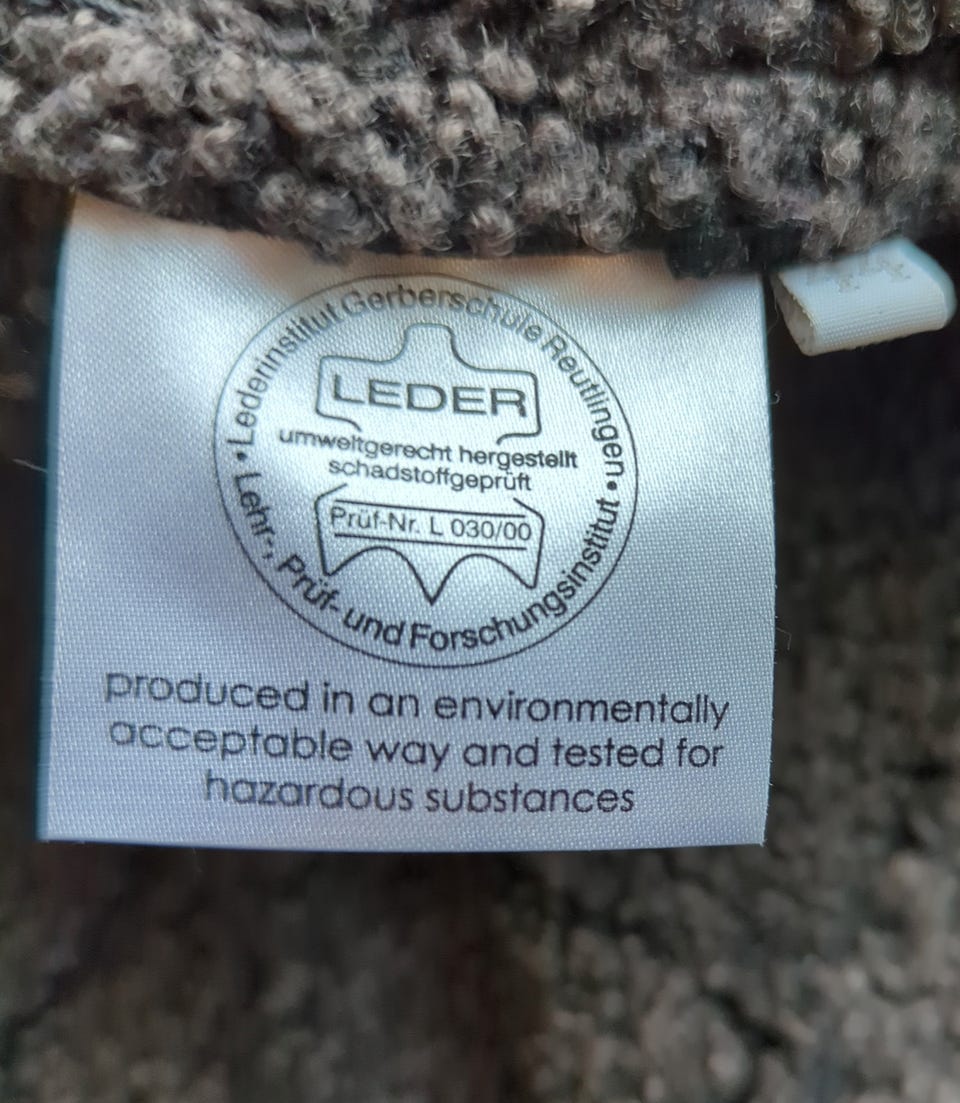 • Lederinstitut Gerberschule Reutlingen •
LEDER
umweltgerecht hergestellt
schadstoffgeprüft
Prüf-Nr. L 030/00
Lehr-, Prüf- und Forschungsinstitut
produced in an environmentally
acceptable way and tested for
hazardous substances